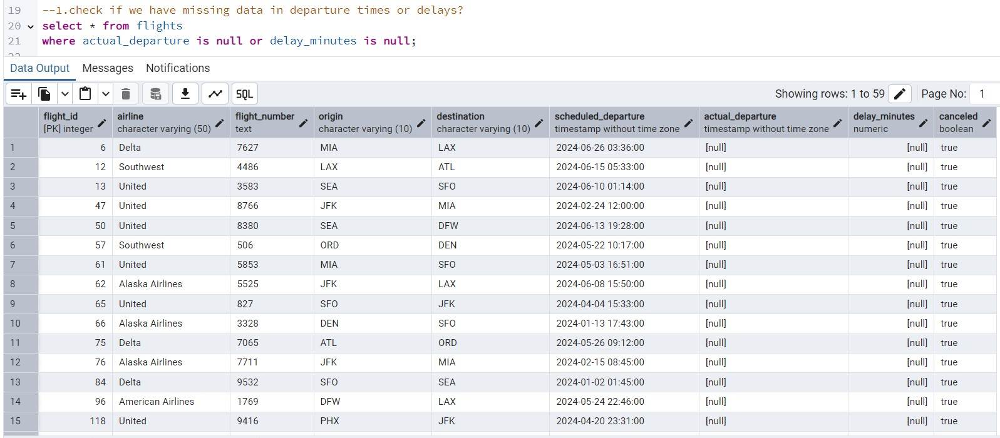 19 --1.check if we have missing data in departure times or delays?
20 select * from flights
21 where actual_departure is null or delay_minutes is null;
22
Data Output Messages Notifications
SQL Showing rows: 1 to 59 Page No: 1
flight_id airline flight_number origin destination scheduled_departure actual_departure delay_minutes canceled
[PK] integer character varying (50) text character varying (10) character varying (10) timestamp without time zone timestamp without time zone numeric boolean
1 6 Delta 7627 MIA LAX 2024-06-26 03:36:00 [null] [null] true
2 12 Southwest 4486 LAX ATL 2024-06-15 05:33:00 [null] [null] true
3 13 United 3583 SEA SFO 2024-06-10 01:14:00 [null] [null] true
4 47 United 8766 JFK MIA 2024-02-24 12:00:00 [null] [null] true
5 50 United 8380 SEA DFW 2024-06-13 19:28:00 [null] [null] true
6 57 Southwest 506 ORD DEN 2024-05-22 10:17:00 [null] [null] true
7 61 United 5853 MIA SFO 2024-05-03 16:51:00 [null] [null] true
8 62 Alaska Airlines 5525 JFK LAX 2024-06-08 15:50:00 [null] [null] true
9 65 United 827 SFO JFK 2024-04-04 15:33:00 [null] [null] true
10 66 Alaska Airlines 3328 DEN SFO 2024-01-13 17:43:00 [null] [null] true
11 75 Delta 7065 ATL ORD 2024-05-26 09:12:00 [null] [null] true
12 76 Alaska Airlines 7711 JFK MIA 2024-02-15 08:45:00 [null] [null] true
13 84 Delta 9532 SFO SEA 2024-01-02 01:45:00 [null] [null] true
14 96 American Airlines 1769 DFW LAX 2024-05-24 22:46:00 [null] [null] true
15 118 United 9416 PHX JFK 2024-04-20 23:31:00 [null] [null] true